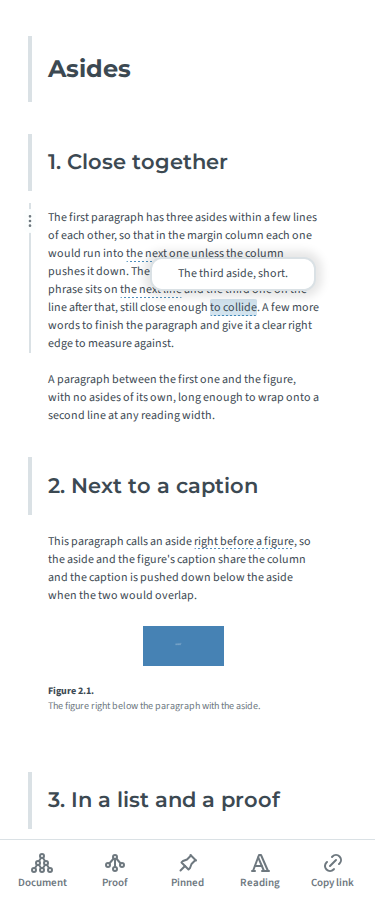 Asides
1. Close together
The first paragraph has three asides within a few lines
of each other, so that in the margin column each one
would run into the next one unless the column
pushes it down. The
The third aside, short.
phrase sits on the next line and the third one on the
line after that, still close enough to collide. A few more
words to finish the paragraph and give it a clear right
edge to measure against.
A paragraph between the first one and the figure,
with no asides of its own, long enough to wrap onto a
second line at any reading width.
2. Next to a caption
This paragraph calls an aside right before a figure, so
the aside and the figure's caption share the column
and the caption is pushed down below the aside
when the two would overlap.
Figure 2.1.
The figure right below the paragraph with the aside.
3. In a list and a proof
Document Proof Pinned Reading Copy link